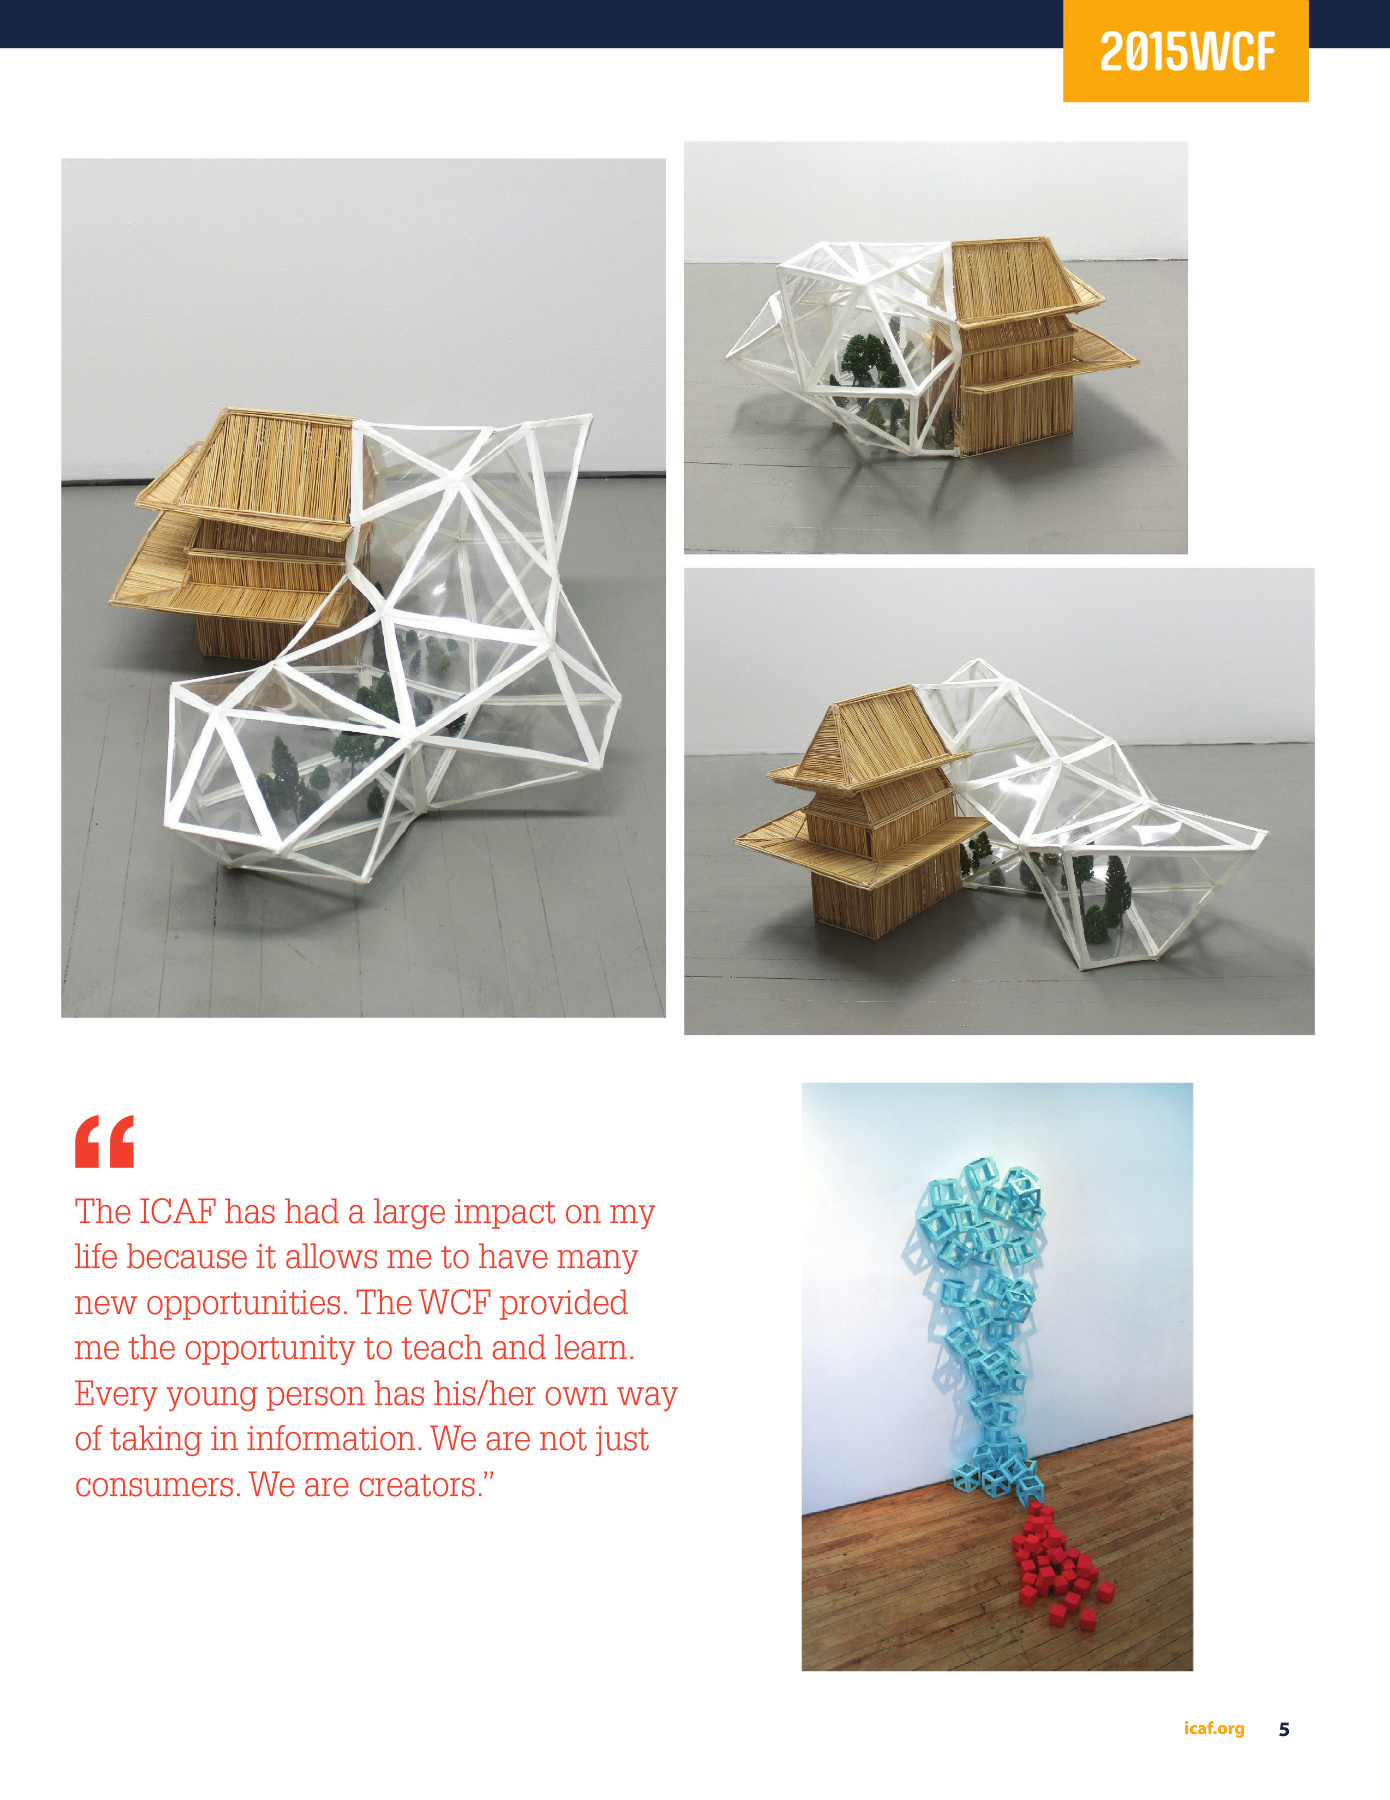 2015WCF
“
The ICAF has had a large impact on my
life because it allows me to have many
new opportunities. The WCF provided
me the opportunity to teach and learn.
Every young person has his/her own way
of taking in information. We are not just
consumers. We are creators.”
icaf.org 5